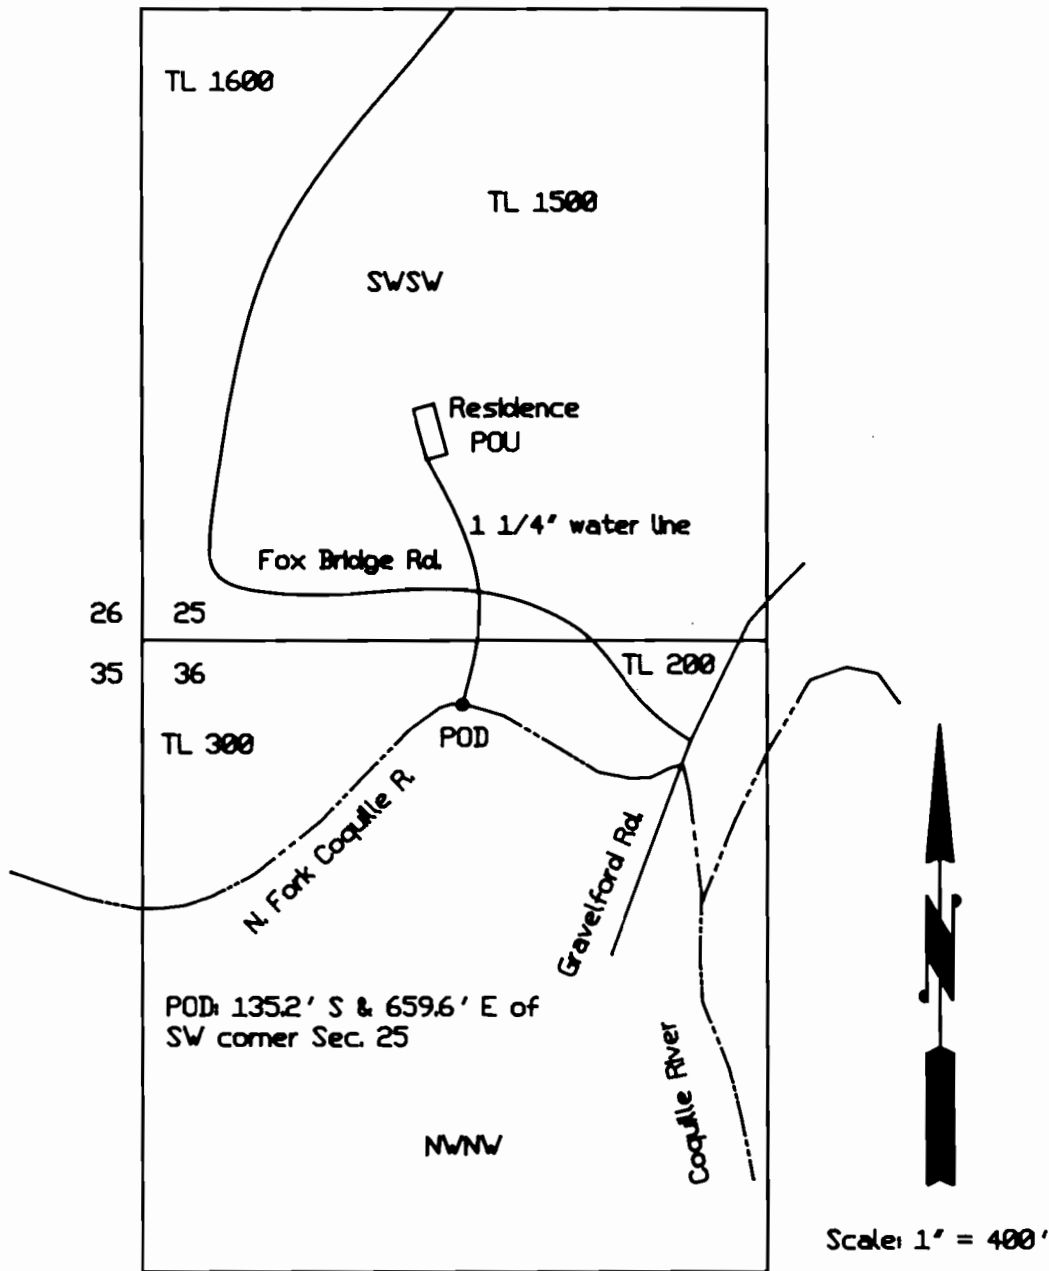 TL 1600
TL 1500
SWSW
Residence
POU
1 1/4" water line
Fox Bridge Rd.
26 25
35 36
TL 200
TL 300
POD
N. Fork Coquille R.
Gravelford Rd.
POD: 135.2' S & 659.6' E of
SW corner Sec. 25
Coquille River
NWNW
N
Scale: 1" = 400'